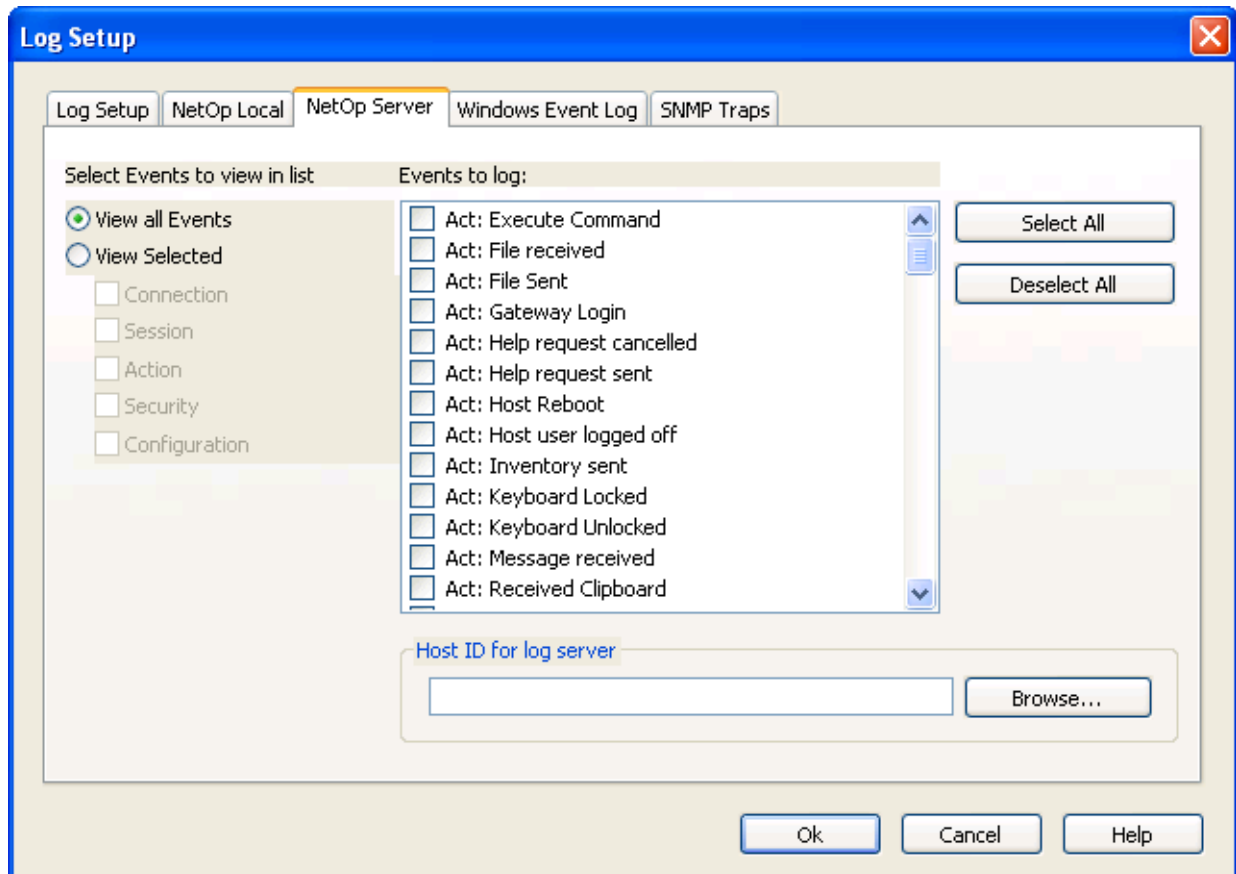 Log Setup
Log Setup
NetOp Local
NetOp Server
Windows Event Log
SNMP Traps
Select Events to view in list
View all Events
View Selected
Connection
Session
Action
Security
Configuration
Events to log:
Act: Execute Command
Act: File received
Act: File Sent
Act: Gateway Login
Act: Help request cancelled
Act: Help request sent
Act: Host Reboot
Act: Host user logged off
Act: Inventory sent
Act: Keyboard Locked
Act: Keyboard Unlocked
Act: Message received
Act: Received Clipboard
Select All
Deselect All
Host ID for log server
Browse...
Ok
Cancel
Help